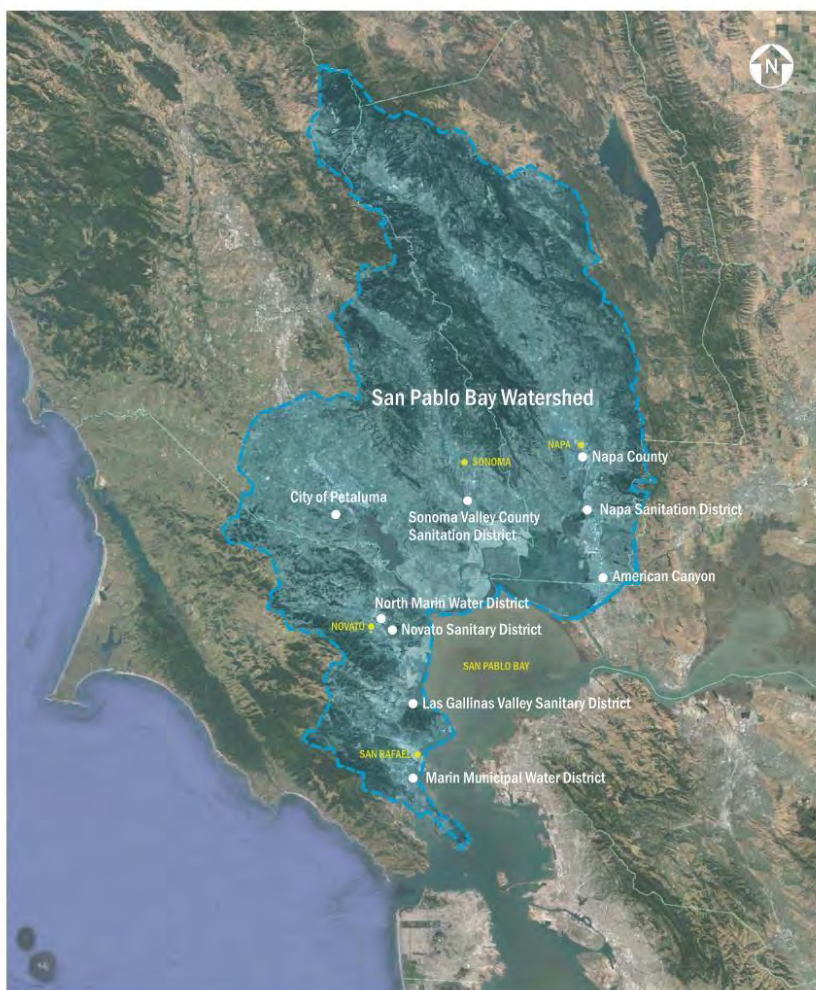 N
San Pablo Bay Watershed
NAPA
Napa County
SONOMA
City of Petaluma
Sonoma Valley County
Sanitation District
Napa Sanitation District
American Canyon
North Marin Water District
NOVATO
Novato Sanitary District
SAN PABLO BAY
Las Gallinas Valley Sanitary District
SAN RAFAEL
Marin Municipal Water District